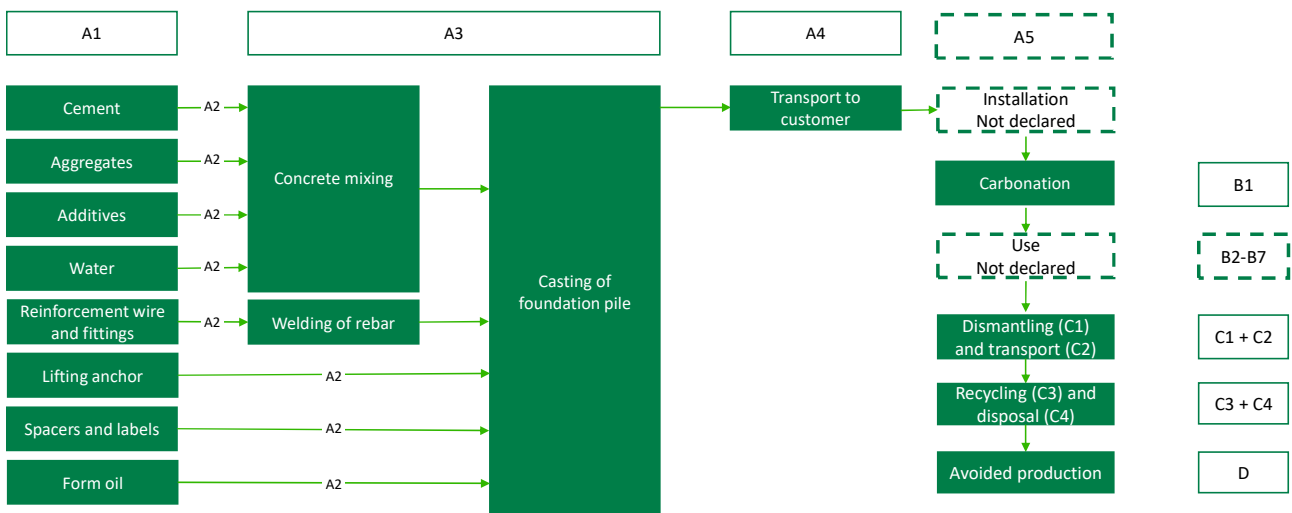 A1
A3
A4
A5
Cement
A2
Aggregates
A2
Additives
A2
Water
A2
Reinforcement wire
and fittings
A2
Lifting anchor
A2
Spacers and labels
A2
Form oil
A2
Concrete mixing
Welding of rebar
Casting of
foundation pile
Transport to
customer
Installation
Not declared
Carbonation
B1
Use
Not declared
B2-B7
Dismantling (C1)
and transport (C2)
C1 + C2
Recycling (C3) and
disposal (C4)
C3 + C4
Avoided production
D